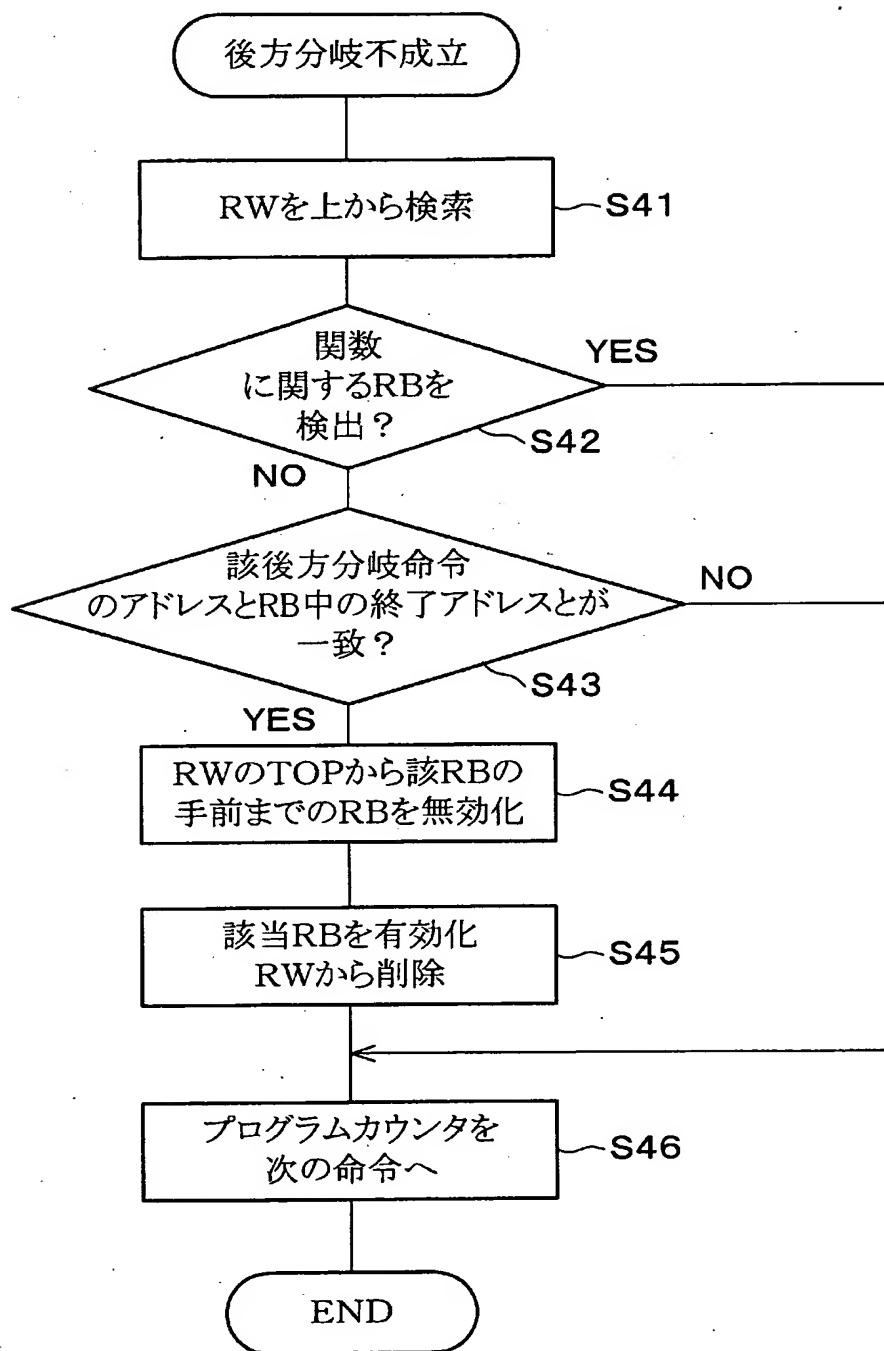 後方分岐不成立
RWを上から検索
S41
関数
に関するRBを
検出？
YES
S42
NO
該後方分岐命令
のアドレスとRB中の終了アドレスとが
一致？
NO
S43
YES
RWのTOPから該RBの
手前までのRBを無効化
S44
該当RBを有効化
RWから削除
S45
プログラムカウンタを
次の命令へ
S46
END